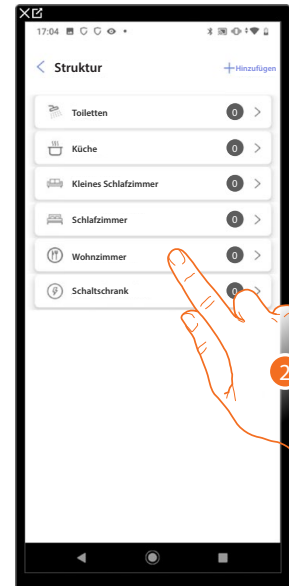 17:04
Struktur
+Hinzufügen
Toiletten 0
Küche 0
Kleines Schlafzimmer 0
Schlafzimmer 0
Wohnzimmer 0
Schaltschrank 0
2